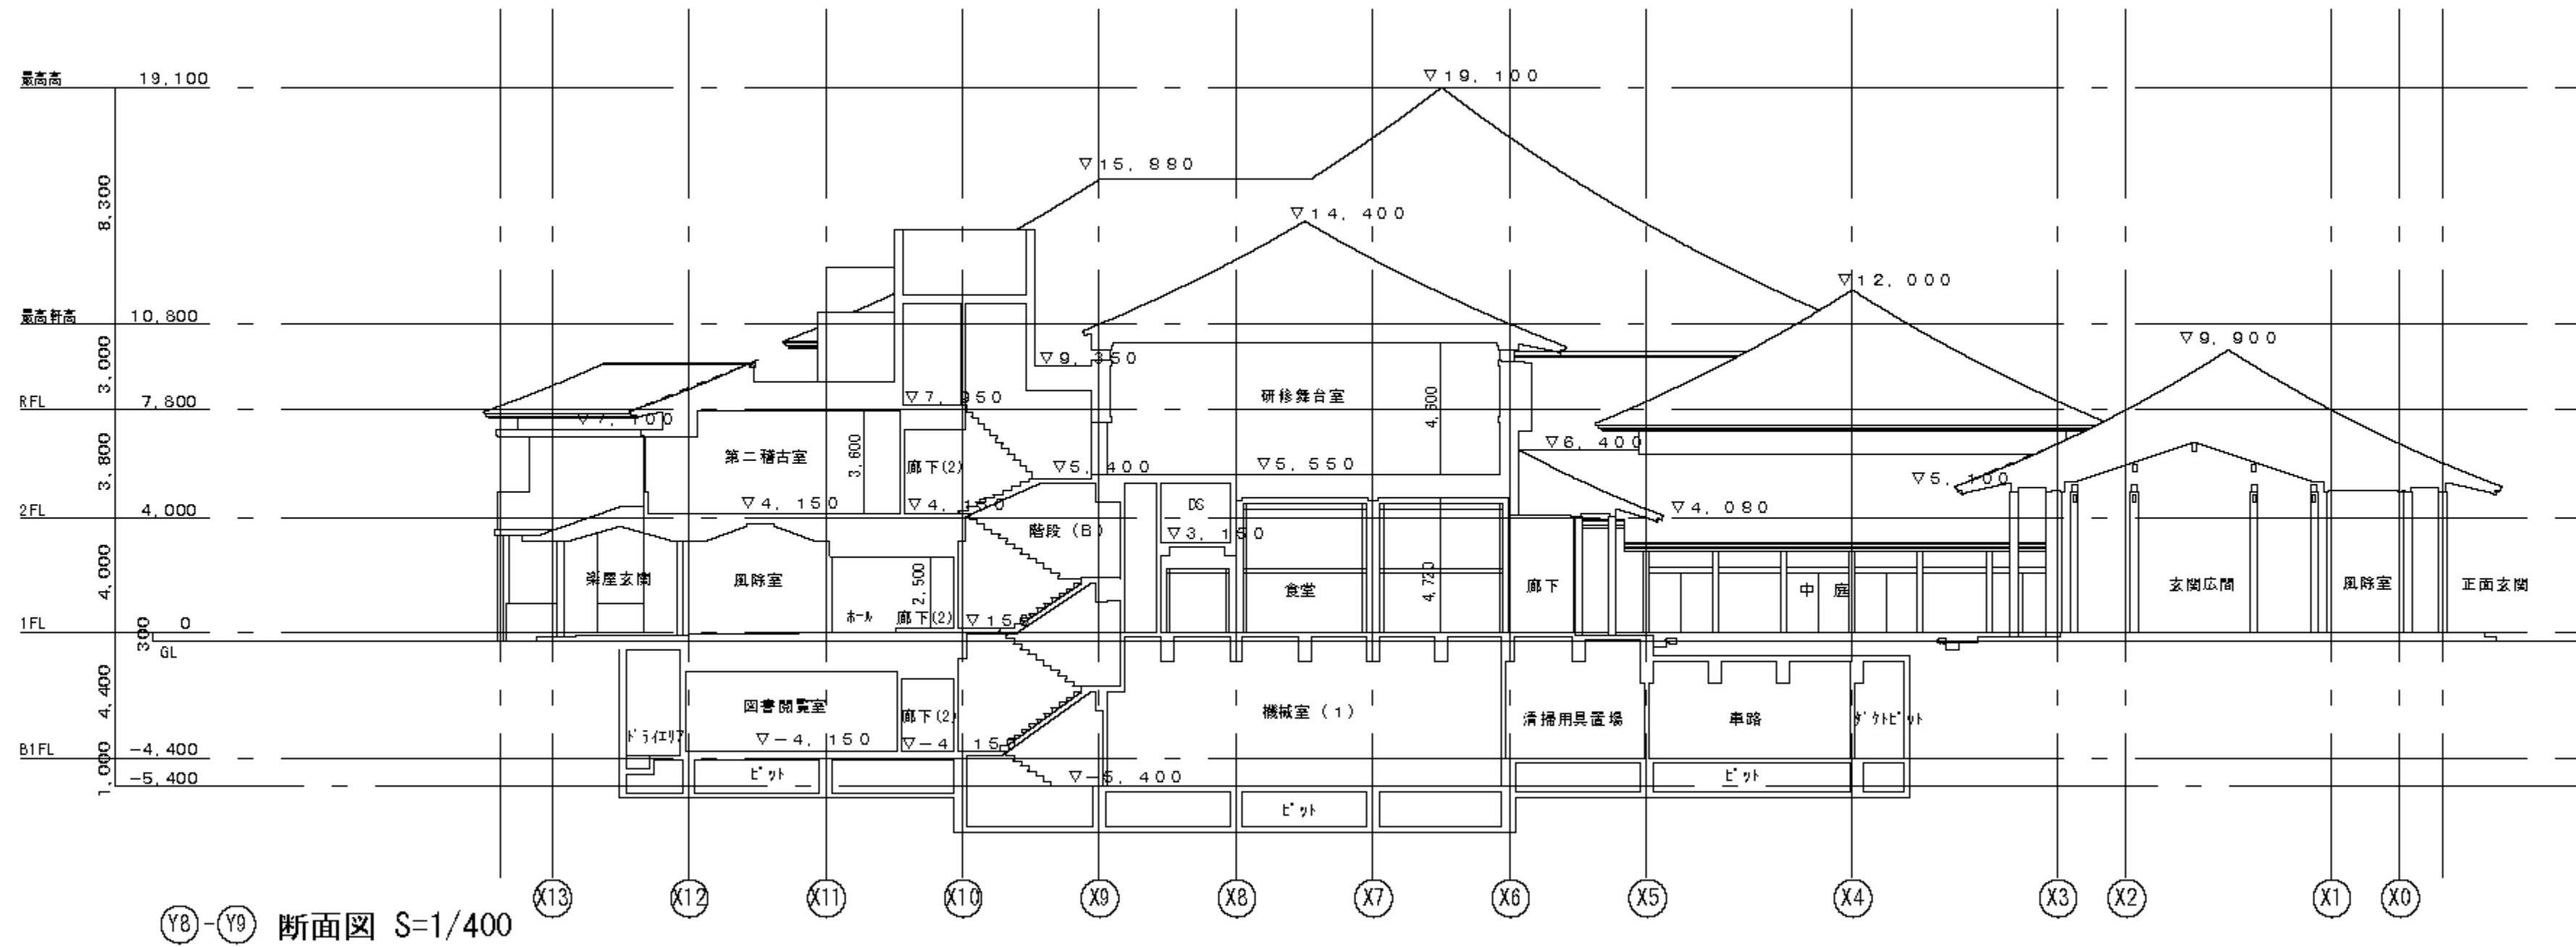 最高高 19,100
▽19,100
▽15,880
8,300
▽14,400
▽12,000
最高軒高 10,800
▽9,900
▽9,350
3,000
研修舞台室
4,600
RFL 7,800
▽7,950
▽7,100
3,800
第二稽古室
3,600
廊下(2)
▽6,400
▽5,400
▽5,550
▽5,100
▽4,150
▽4,150
DS
▽4,080
2FL 4,000
階段(B)
▽3,150
4,000
楽屋玄関
風除室
2,500
ホール
廊下(2)
食堂
4,720
廊下
中庭
玄関広間
風除室
正面玄関
▽150
1FL 0
300
GL
4,400
図書閲覧室
廊下(2)
機械室(1)
清掃用具置場
車路
ダクトピット
ドライエリア
▽-4,150
▽-4,150
B1FL -4,400
1,000
-5,400
ピット
▽-5,400
ピット
ピット
X13 X12 X11 X10 X9 X8 X7 X6 X5 X4 X3 X2 X1 X0
Y8-Y9 断面図 S=1/400